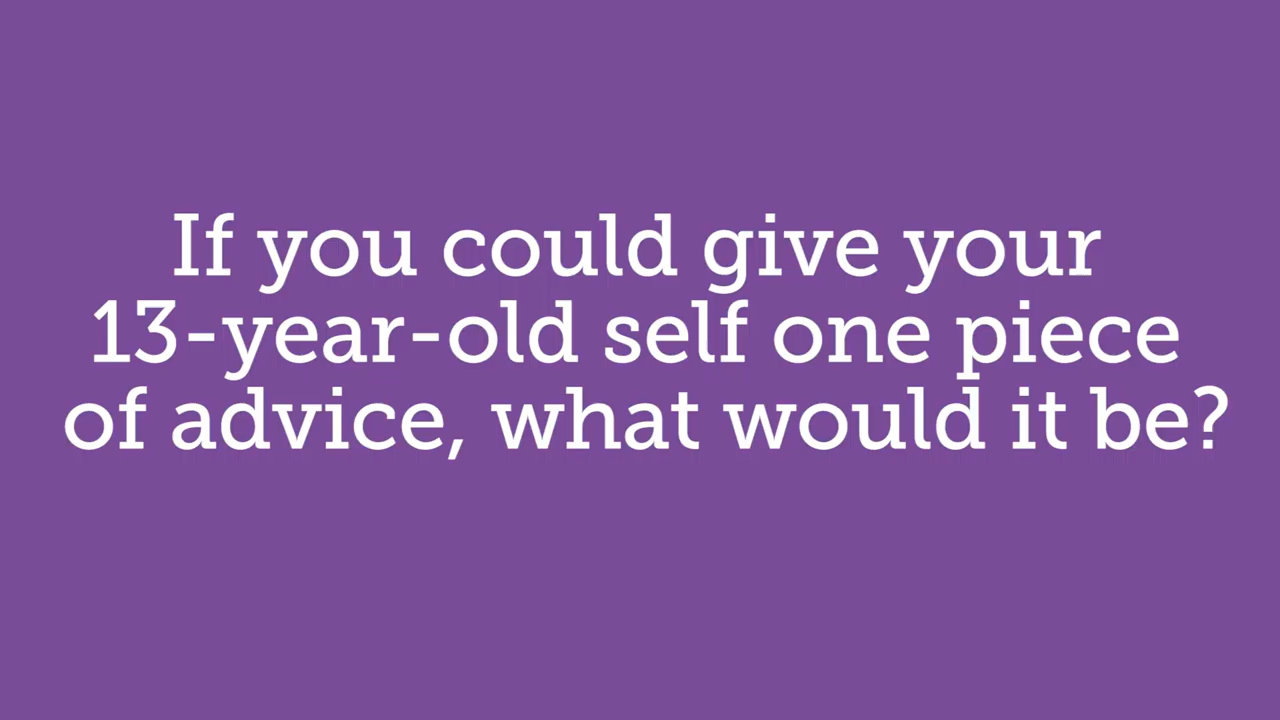 If you could give your
13-year-old self one piece
of advice, what would it be?